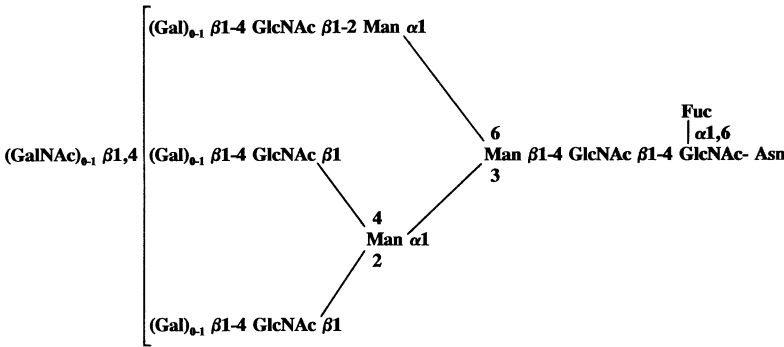 (Gal)₀₋₁ β1-4 GlcNAc β1-2 Man α1
Fuc
α1,6
6
(GalNAc)₀₋₁ β1,4 (Gal)₀₋₁ β1-4 GlcNAc β1 Man β1-4 GlcNAc β1-4 GlcNAc- Asn
3
4
Man α1
2
(Gal)₀₋₁ β1-4 GlcNAc β1